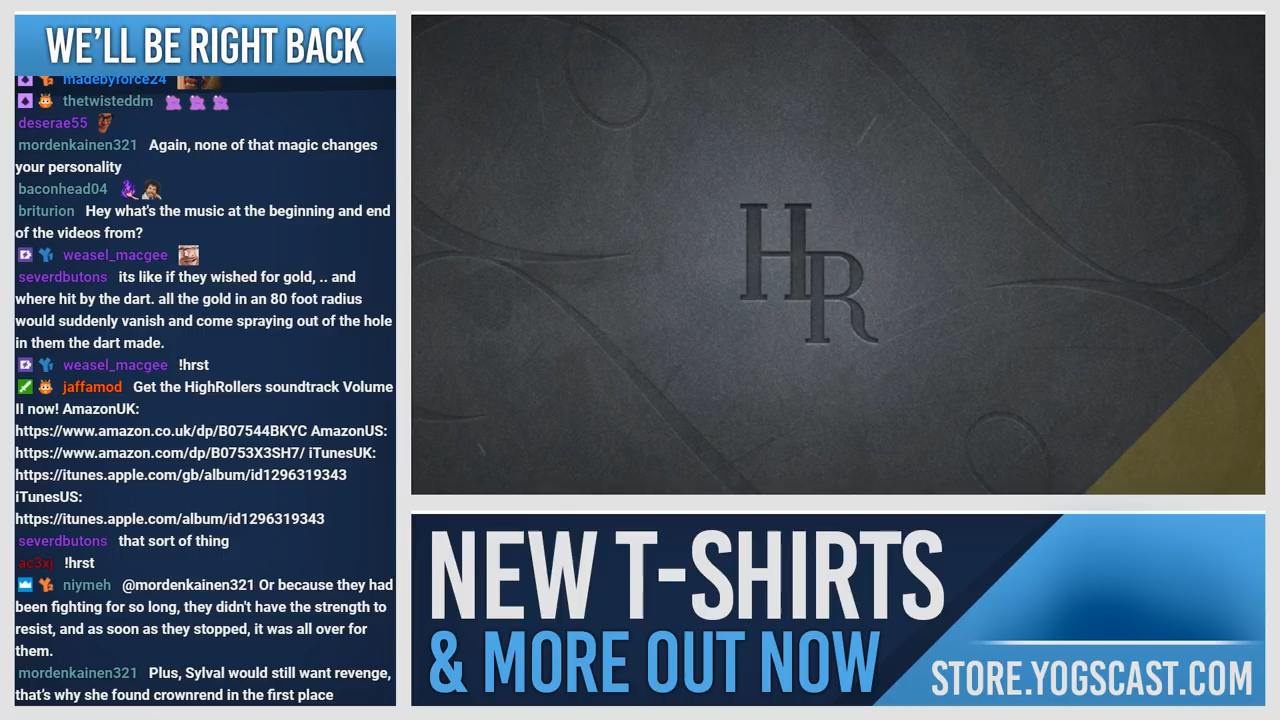 WE'LL BE RIGHT BACK
madebyforce24
thetwisteddm
deserae55
mordenkainen321 Again, none of that magic changes
your personality
baconhead04
briturion Hey what's the music at the beginning and end
of the videos from?
weasel_macgee
severdbutons its like if they wished for gold, .. and
where hit by the dart. all the gold in an 80 foot radius
would suddenly vanish and come spraying out of the hole
in them the dart made.
weasel_macgee !hrst
jaffamod Get the HighRollers soundtrack Volume
II now! AmazonUK:
https://www.amazon.co.uk/dp/B07544BKYC AmazonUS:
https://www.amazon.com/dp/B0753X3SH7/ iTunesUK:
https://itunes.apple.com/gb/album/id1296319343
iTunesUS:
https://itunes.apple.com/album/id1296319343
severdbutons that sort of thing
ac3xj !hrst
niymeh @mordenkainen321 Or because they had
been fighting for so long, they didn't have the strength to
resist, and as soon as they stopped, it was all over for
them.
mordenkainen321 Plus, Sylval would still want revenge,
that's why she found crownrend in the first place
HR
NEW T-SHIRTS
& MORE OUT NOW
STORE.YOGSCAST.COM